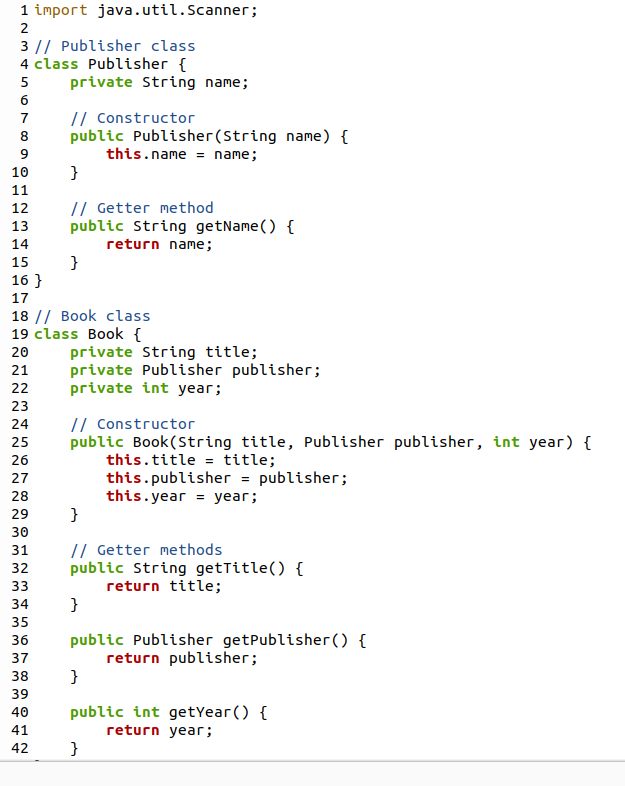 1 import java.util.Scanner;
2
3 // Publisher class
4 class Publisher {
5     private String name;
6
7     // Constructor
8     public Publisher(String name) {
9         this.name = name;
10     }
11
12     // Getter method
13     public String getName() {
14         return name;
15     }
16 }
17
18 // Book class
19 class Book {
20     private String title;
21     private Publisher publisher;
22     private int year;
23
24     // Constructor
25     public Book(String title, Publisher publisher, int year) {
26         this.title = title;
27         this.publisher = publisher;
28         this.year = year;
29     }
30
31     // Getter methods
32     public String getTitle() {
33         return title;
34     }
35
36     public Publisher getPublisher() {
37         return publisher;
38     }
39
40     public int getYear() {
41         return year;
42     }